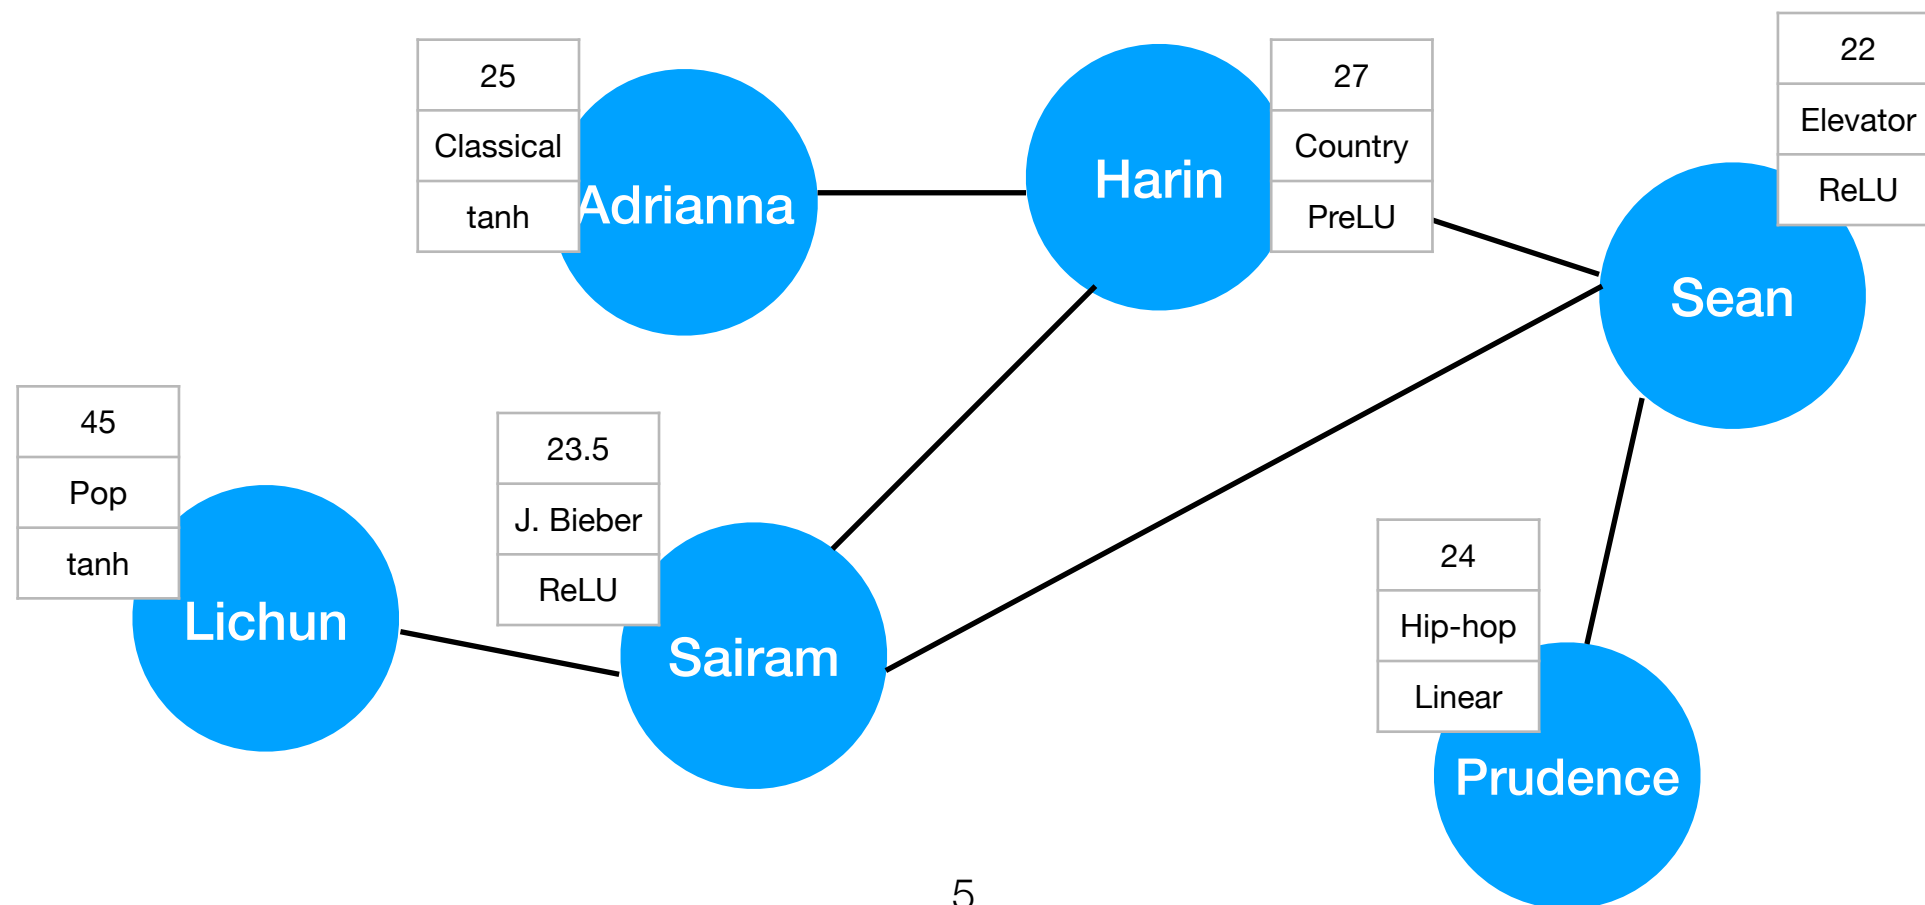 25
Classical
tanh
Adrianna
Harin
27
Country
PreLU
22
Elevator
ReLU
Sean
45
Pop
tanh
Lichun
23.5
J. Bieber
ReLU
Sairam
24
Hip-hop
Linear
Prudence
5